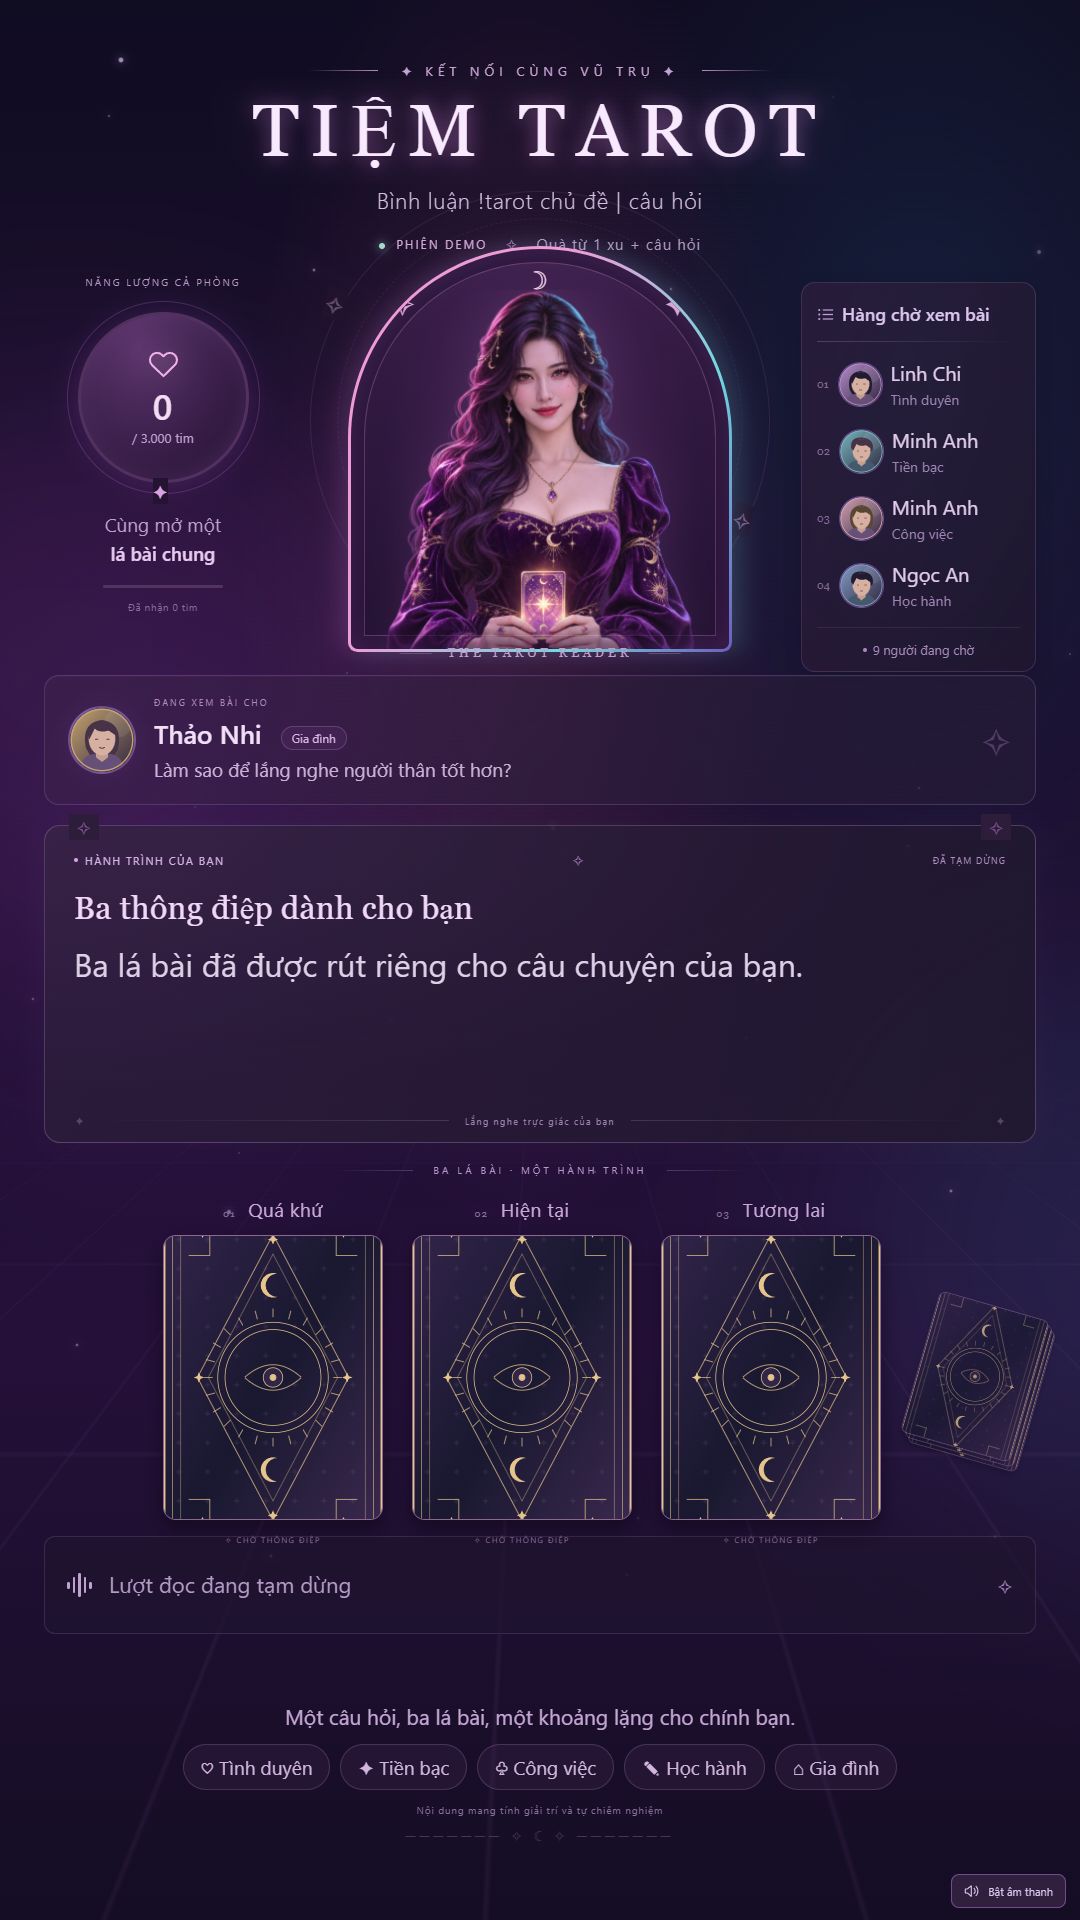 ✦ KẾT NỐI CÙNG VŨ TRỤ ✦
TIỆM TAROT
Bình luận !tarot chủ đề | câu hỏi
PHIÊN DEMO ✧ Quà từ 1 xu + câu hỏi
NĂNG LƯỢNG CẢ PHÒNG
0
/ 3.000 tim
Cùng mở một
lá bài chung
Đã nhận 0 tim
THE TAROT READER
Hàng chờ xem bài
01 Linh Chi
Tình duyên
02 Minh Anh
Tiền bạc
03 Minh Anh
Công việc
04 Ngọc An
Học hành
• 9 người đang chờ
ĐANG XEM BÀI CHO
Thảo Nhi Gia đình
Làm sao để lắng nghe người thân tốt hơn?
• HÀNH TRÌNH CỦA BẠN
ĐÃ TẠM DỪNG
Ba thông điệp dành cho bạn
Ba lá bài đã được rút riêng cho câu chuyện của bạn.
Lắng nghe trực giác của bạn
BA LÁ BÀI · MỘT HÀNH TRÌNH
01 Quá khứ
02 Hiện tại
03 Tương lai
✧ CHỜ THÔNG ĐIỆP
✧ CHỜ THÔNG ĐIỆP
✧ CHỜ THÔNG ĐIỆP
Lượt đọc đang tạm dừng
Một câu hỏi, ba lá bài, một khoảng lặng cho chính bạn.
♡ Tình duyên
✦ Tiền bạc
♧ Công việc
✎ Học hành
⌂ Gia đình
Nội dung mang tính giải trí và tự chiêm nghiệm
Bật âm thanh